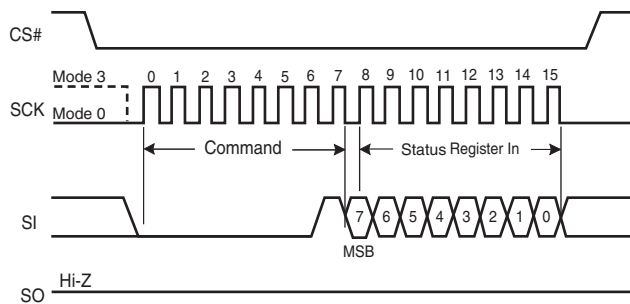 CS#
Mode 3 0 1 2 3 4 5 6 7 8 9 10 11 12 13 14 15
SCK
Mode 0
Command
Status Register In
SI
7 6 5 4 3 2 1 0
MSB
Hi-Z
SO